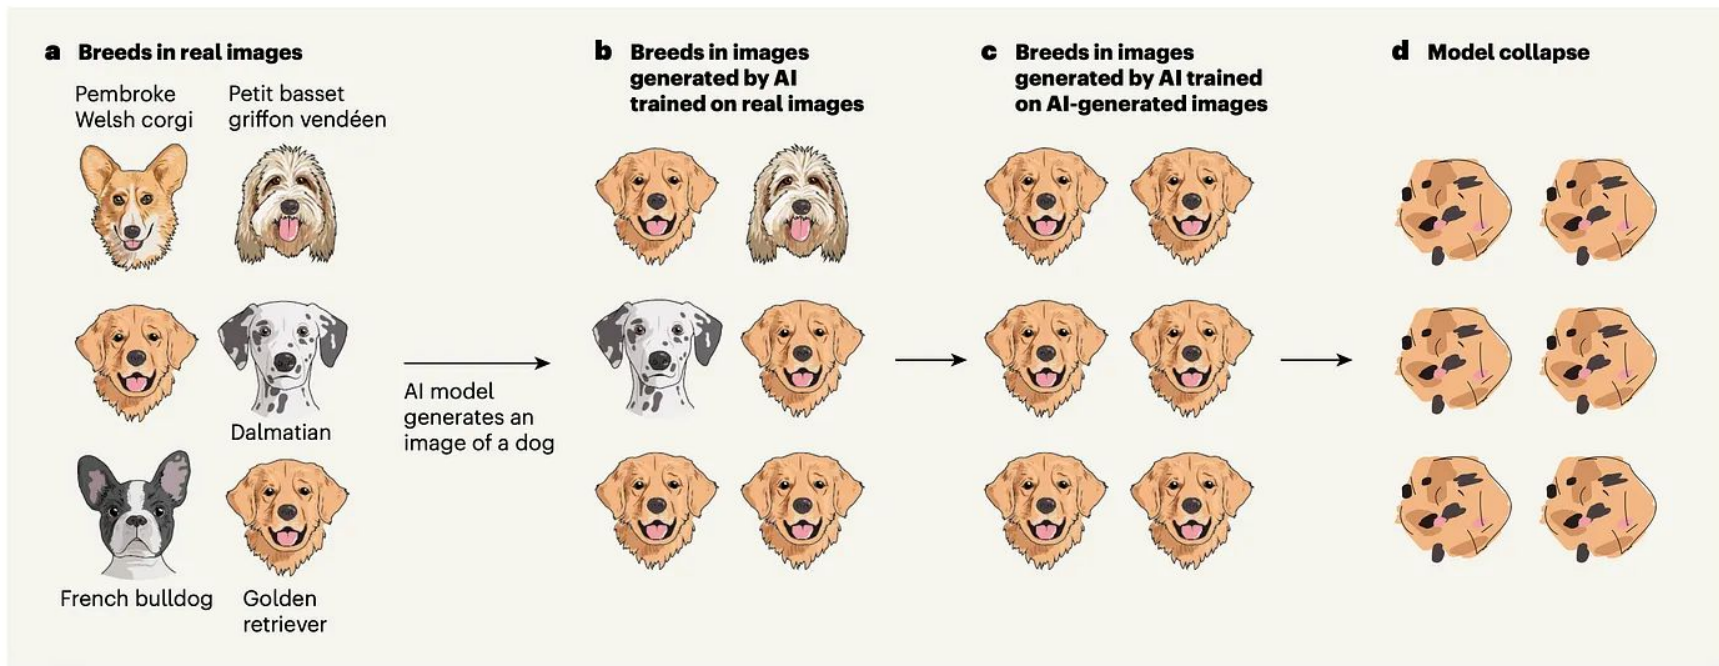 a Breeds in real images
Pembroke
Welsh corgi
Petit basset
griffon vendéen
Dalmatian
French bulldog
Golden
retriever
AI model
generates an
image of a dog
b Breeds in images
generated by AI
trained on real images
c Breeds in images
generated by AI trained
on AI-generated images
d Model collapse